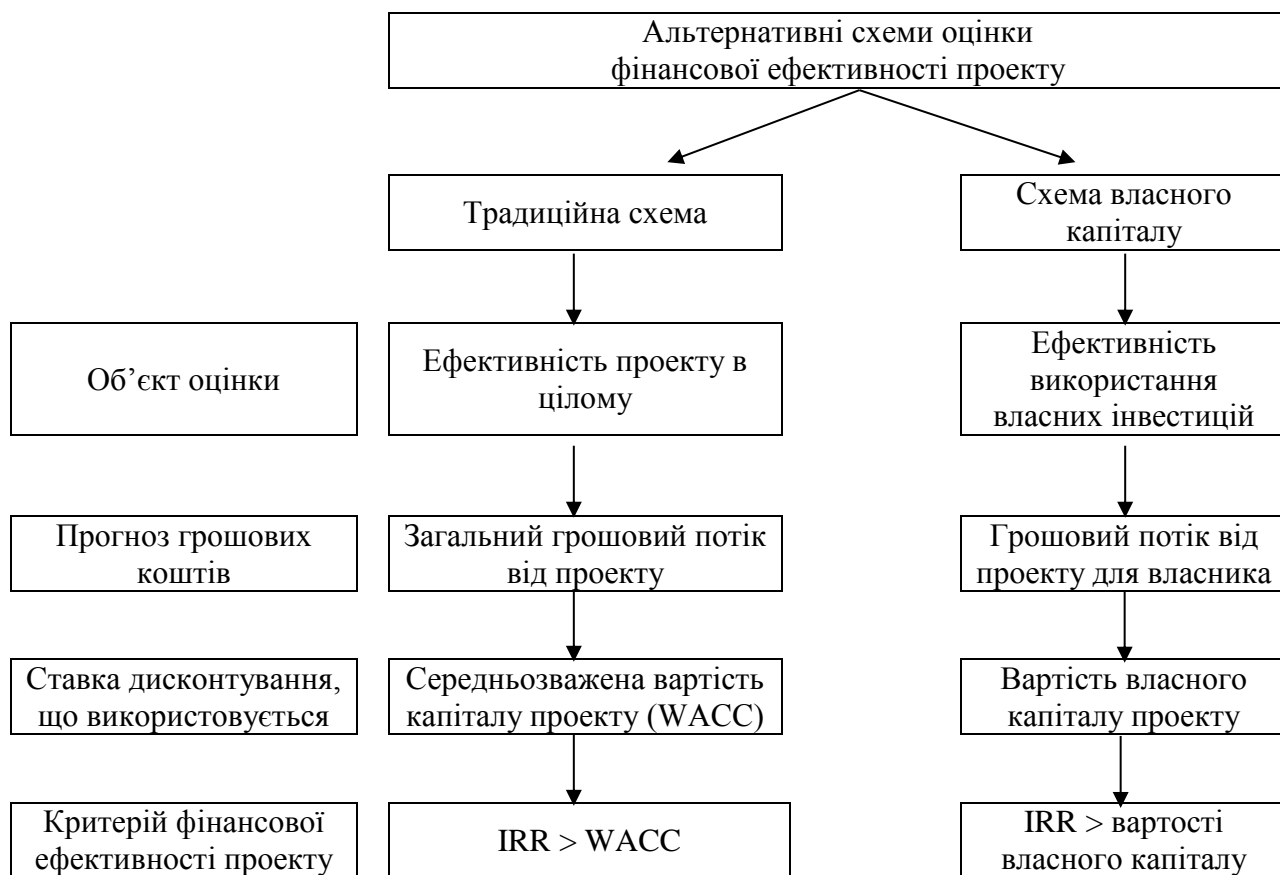 Альтернативні схеми оцінки
фінансової ефективності проекту
Традиційна схема
Схема власного
капіталу
Об’єкт оцінки
Ефективність проекту в
цілому
Ефективність
використання
власних інвестицій
Прогноз грошових
коштів
Загальний грошовий потік
від проекту
Грошовий потік від
проекту для власника
Ставка дисконтування,
що використовується
Середньозважена вартість
капіталу проекту (WACC)
Вартість власного
капіталу проекту
Критерій фінансової
ефективності проекту
IRR > WACC
IRR > вартості
власного капіталу